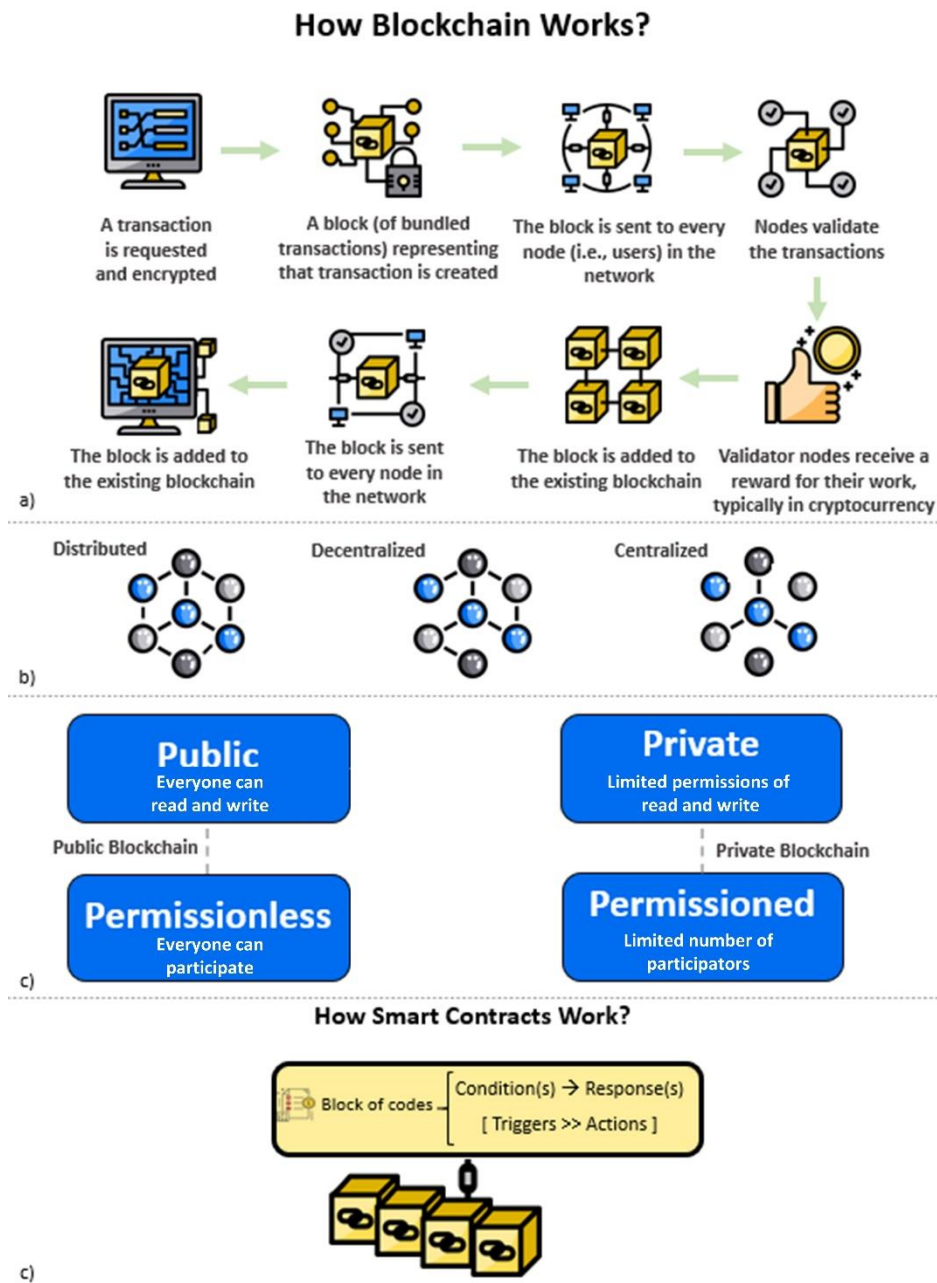 How Blockchain Works?
A transaction
is requested
and encrypted
A block (of bundled
transactions) representing
that transaction is created
The block is sent to every
node (i.e., users) in the
network
Nodes validate
the transactions
The block is added to
the existing blockchain
The block is sent
to every node in
the network
The block is added to
the existing blockchain
Validator nodes receive a
reward for their work,
typically in cryptocurrency
a)
Distributed
Decentralized
Centralized
b)
Public
Everyone can
read and write
Private
Limited permissions of
read and write
Public Blockchain
Private Blockchain
Permissionless
Everyone can
participate
Permissioned
Limited number of
participators
c)
How Smart Contracts Work?
Block of codes
Condition(s) → Response(s)
[ Triggers >> Actions ]
c)